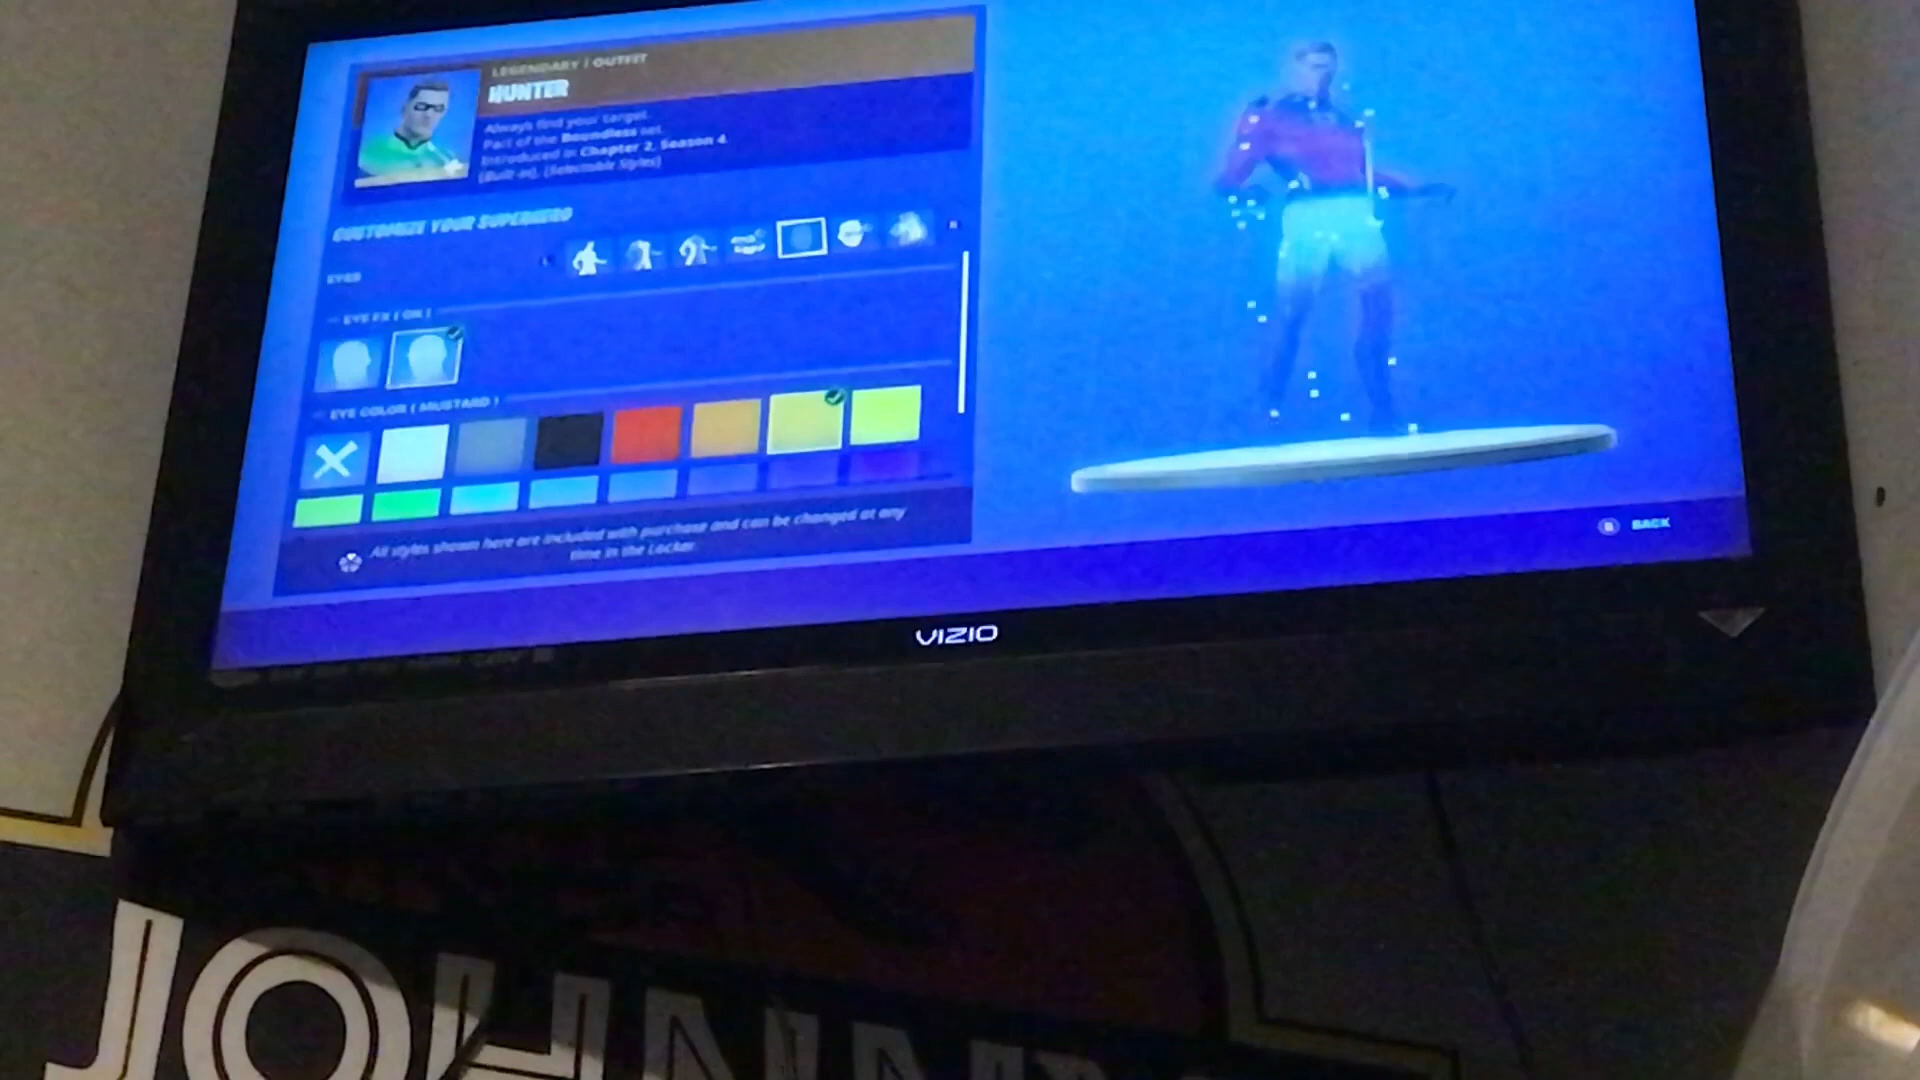 LEGENDARY | OUTFIT
HUNTER
Always find your target.
Part of the Boundless set.
Introduced in Chapter 2, Season 4.
[Built-in], [Selectable Styles]
CUSTOMIZE YOUR SUPERHERO
EYES
EYE FX ( ON )
EYE COLOR ( MUSTARD )
All styles shown here are included with purchase and can be changed at any
time in the Locker.
B BACK
VIZIO
JOHNN